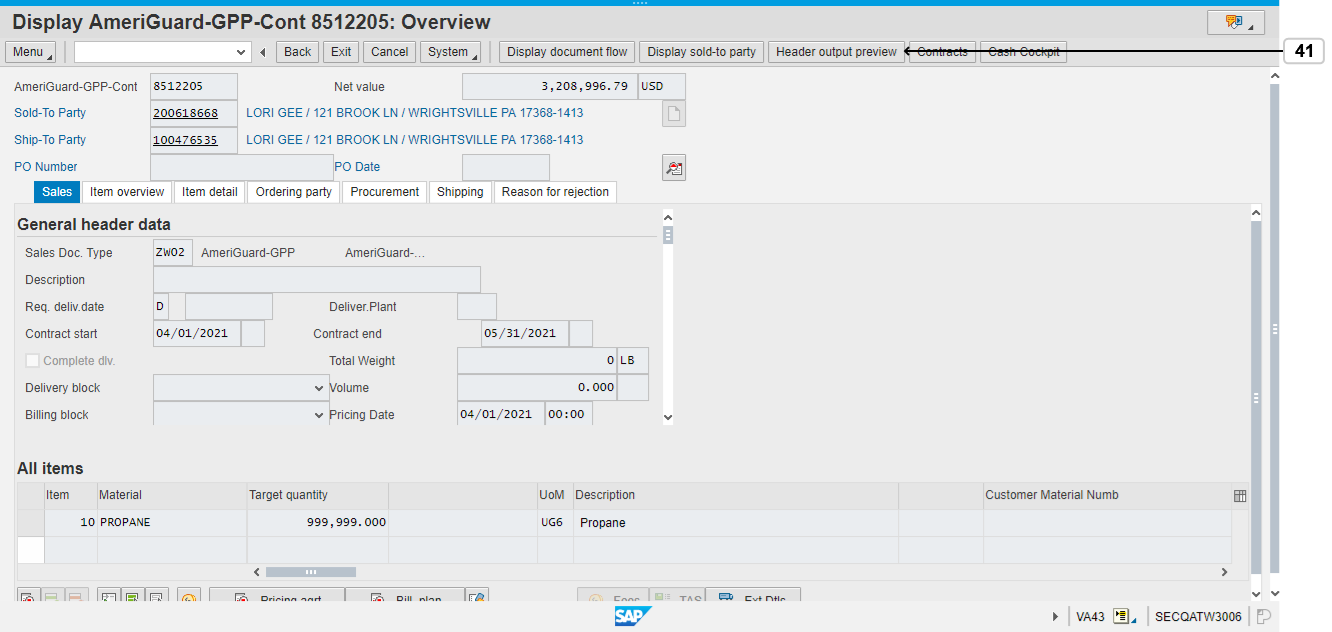 Display AmeriGuard-GPP-Cont 8512205: Overview
Menu Back Exit Cancel System Display document flow Display sold-to party Header output preview Contracts Cash Cockpit 41
AmeriGuard-GPP-Cont 8512205 Net value 3,208,996.79 USD
Sold-To Party 200618668 LORI GEE / 121 BROOK LN / WRIGHTSVILLE PA 17368-1413
Ship-To Party 100476535 LORI GEE / 121 BROOK LN / WRIGHTSVILLE PA 17368-1413
PO Number PO Date
Sales Item overview Item detail Ordering party Procurement Shipping Reason for rejection
General header data
Sales Doc. Type ZWO2 AmeriGuard-GPP AmeriGuard-...
Description
Req. deliv.date D Deliver.Plant
Contract start 04/01/2021 Contract end 05/31/2021
Complete dlv. Total Weight 0 LB
Delivery block Volume 0.000
Billing block Pricing Date 04/01/2021 00:00
All items
Item Material Target quantity UoM Description Customer Material Numb
10 PROPANE 999,999.000 UG6 Propane
Pricing agrt. Bill. plan Fees TAS Ext Dtls
SAP VA43 SECQATW3006